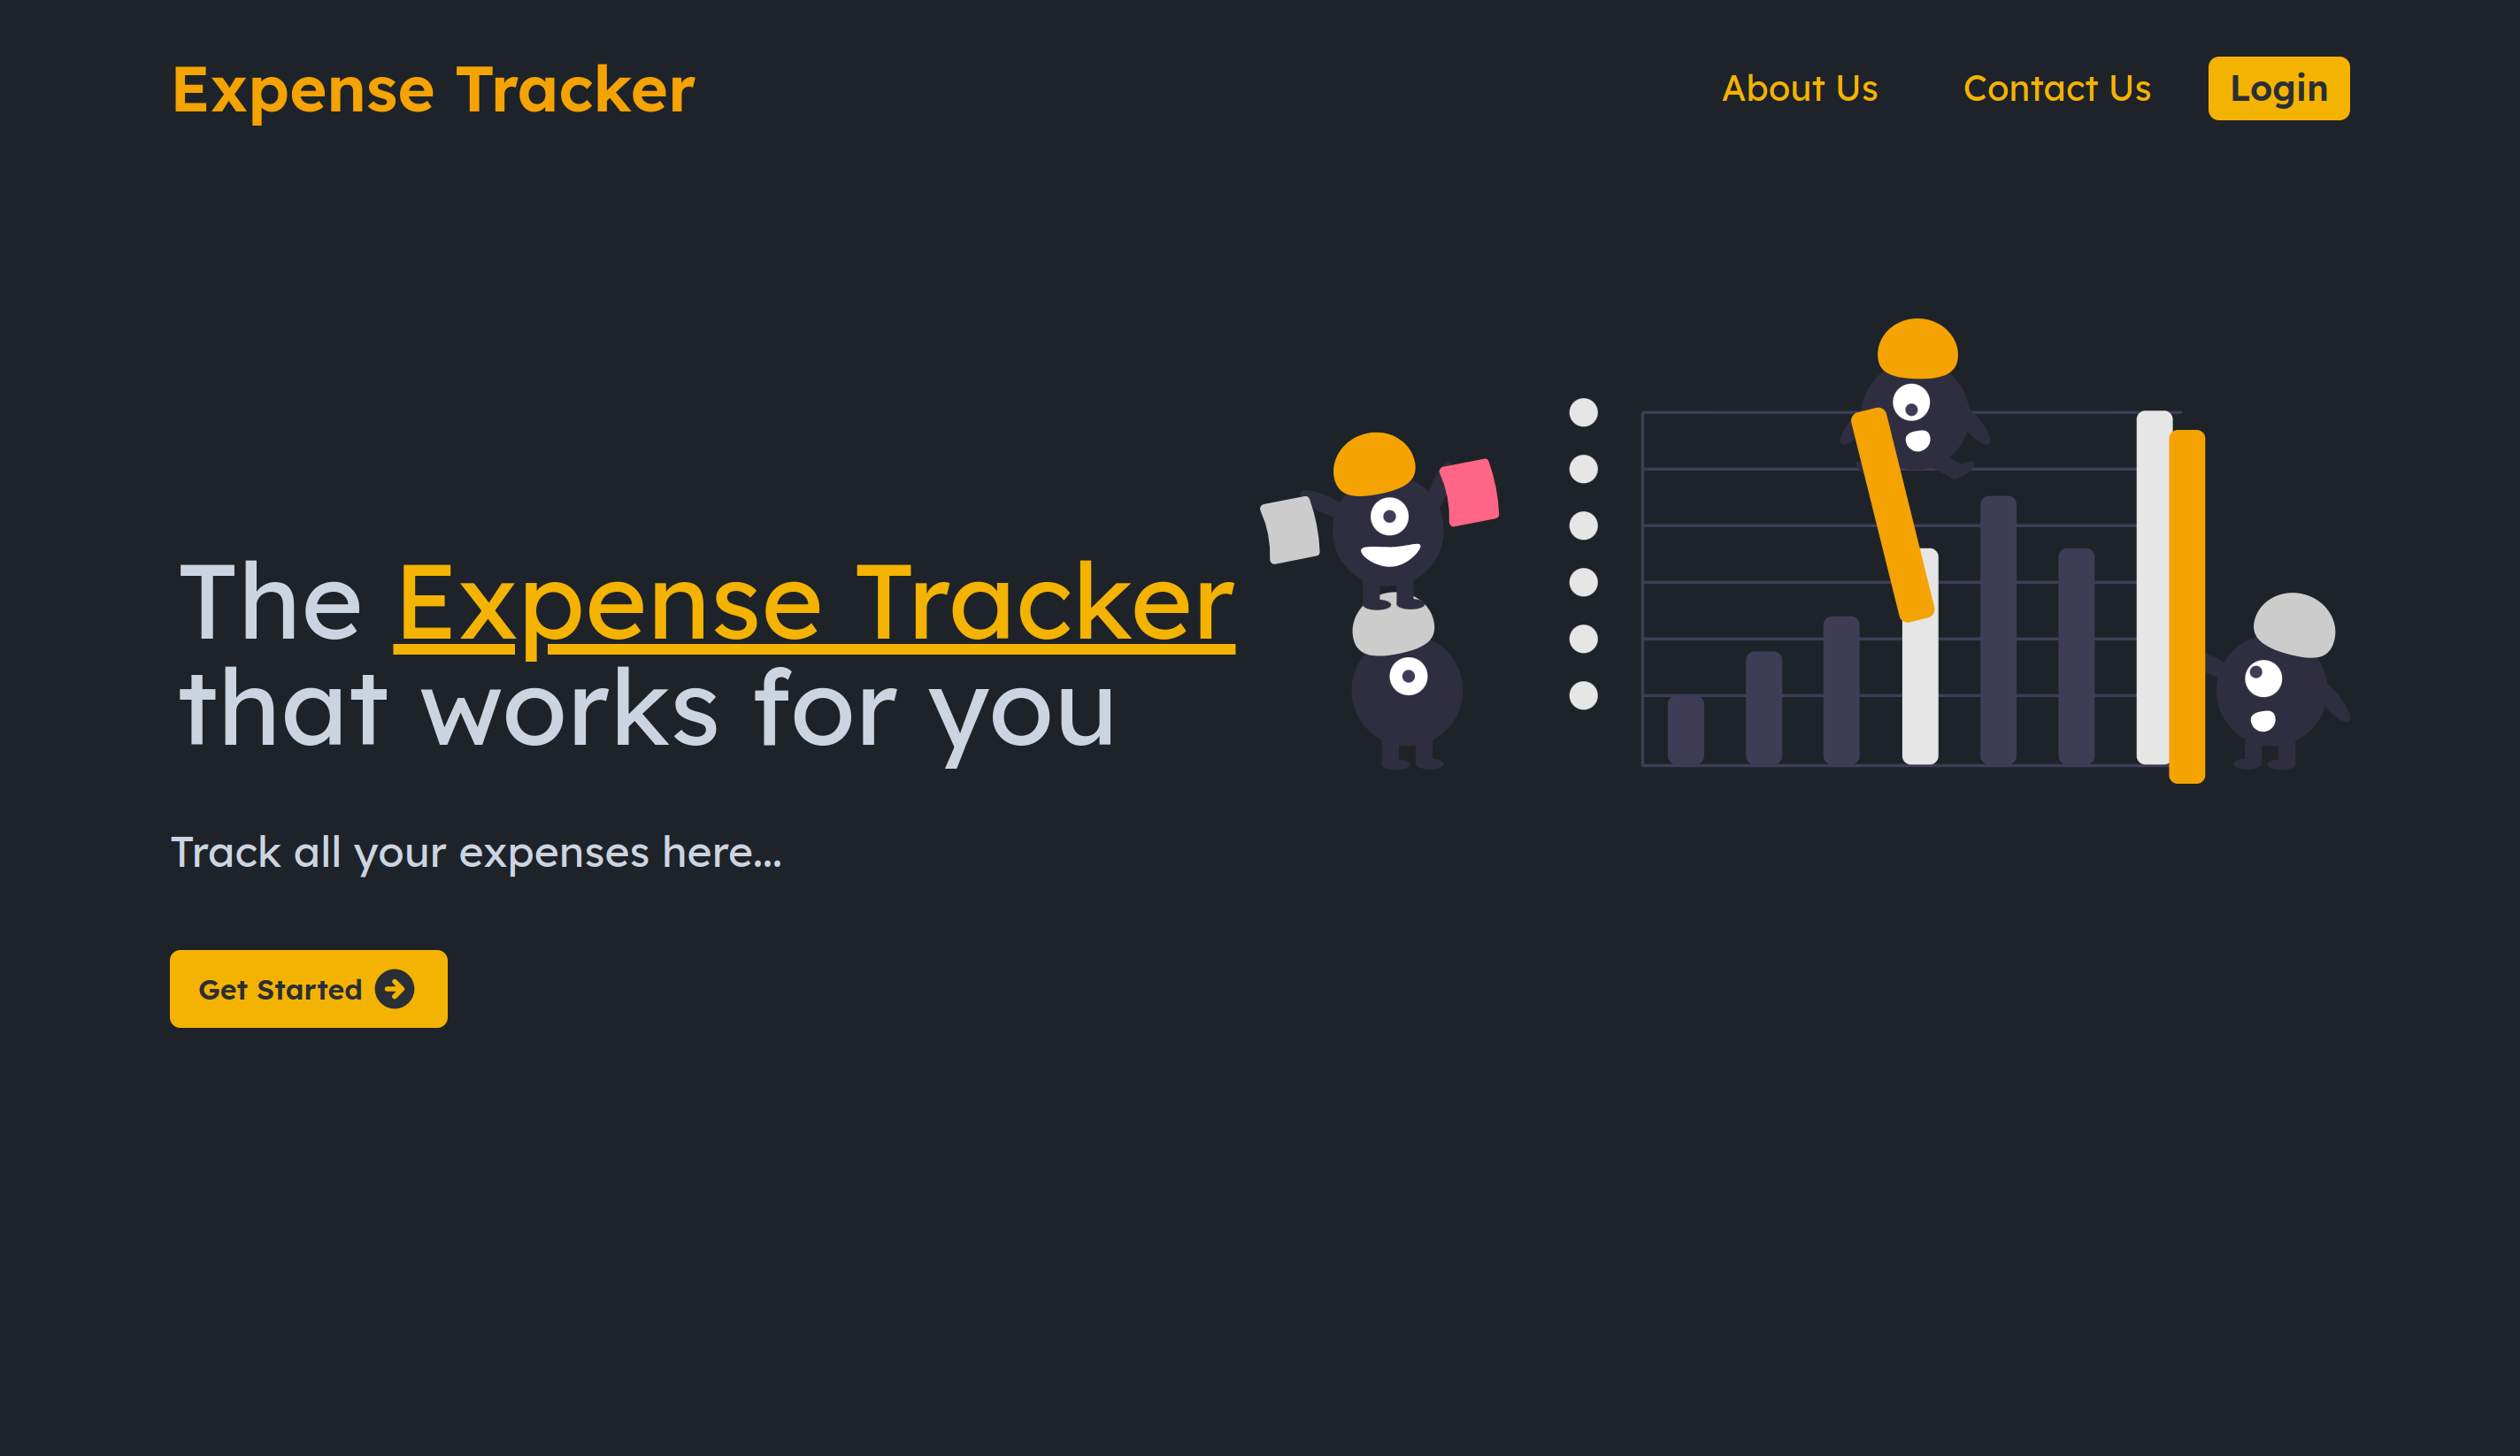 Expense Tracker
About Us
Contact Us
Login
The Expense Tracker
that works for you
Track all your expenses here...
Get Started